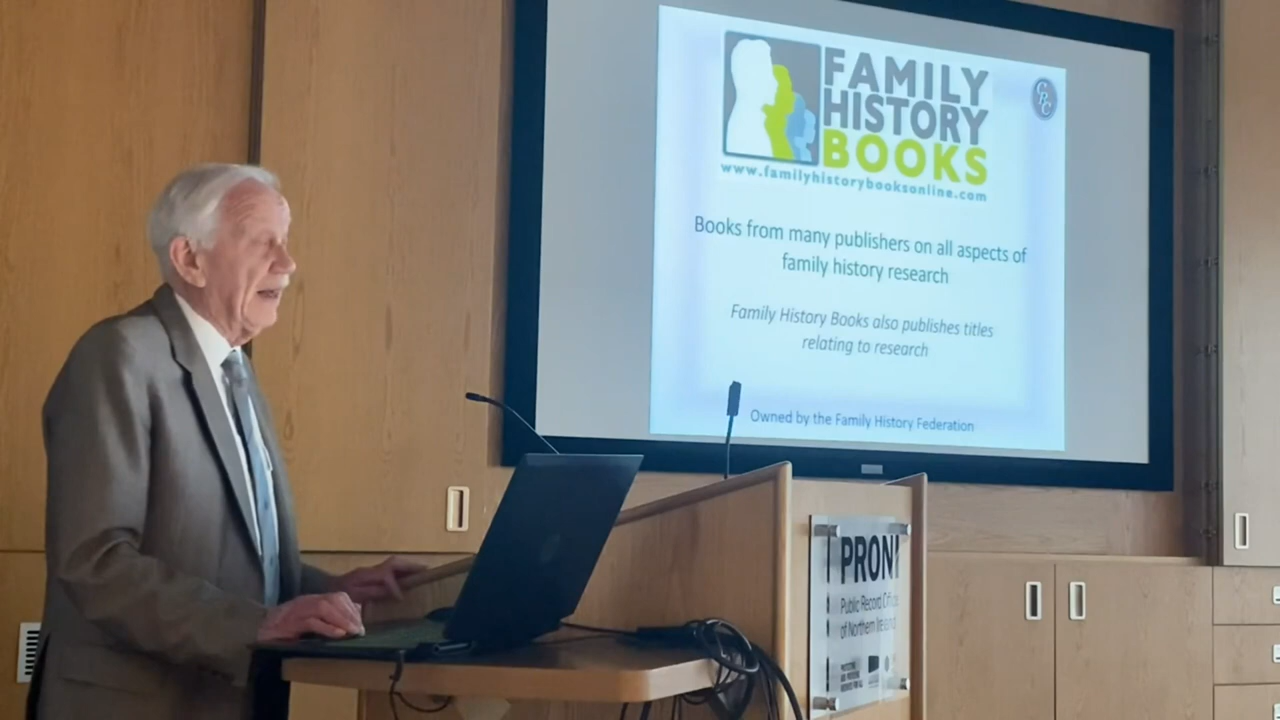 FAMILY
HISTORY
BOOKS
www.familyhistorybooksonline.com
GRC
Books from many publishers on all aspects of
family history research
Family History Books also publishes titles
relating to research
Owned by the Family History Federation
PRONI
Public Record Office
of Northern Ireland